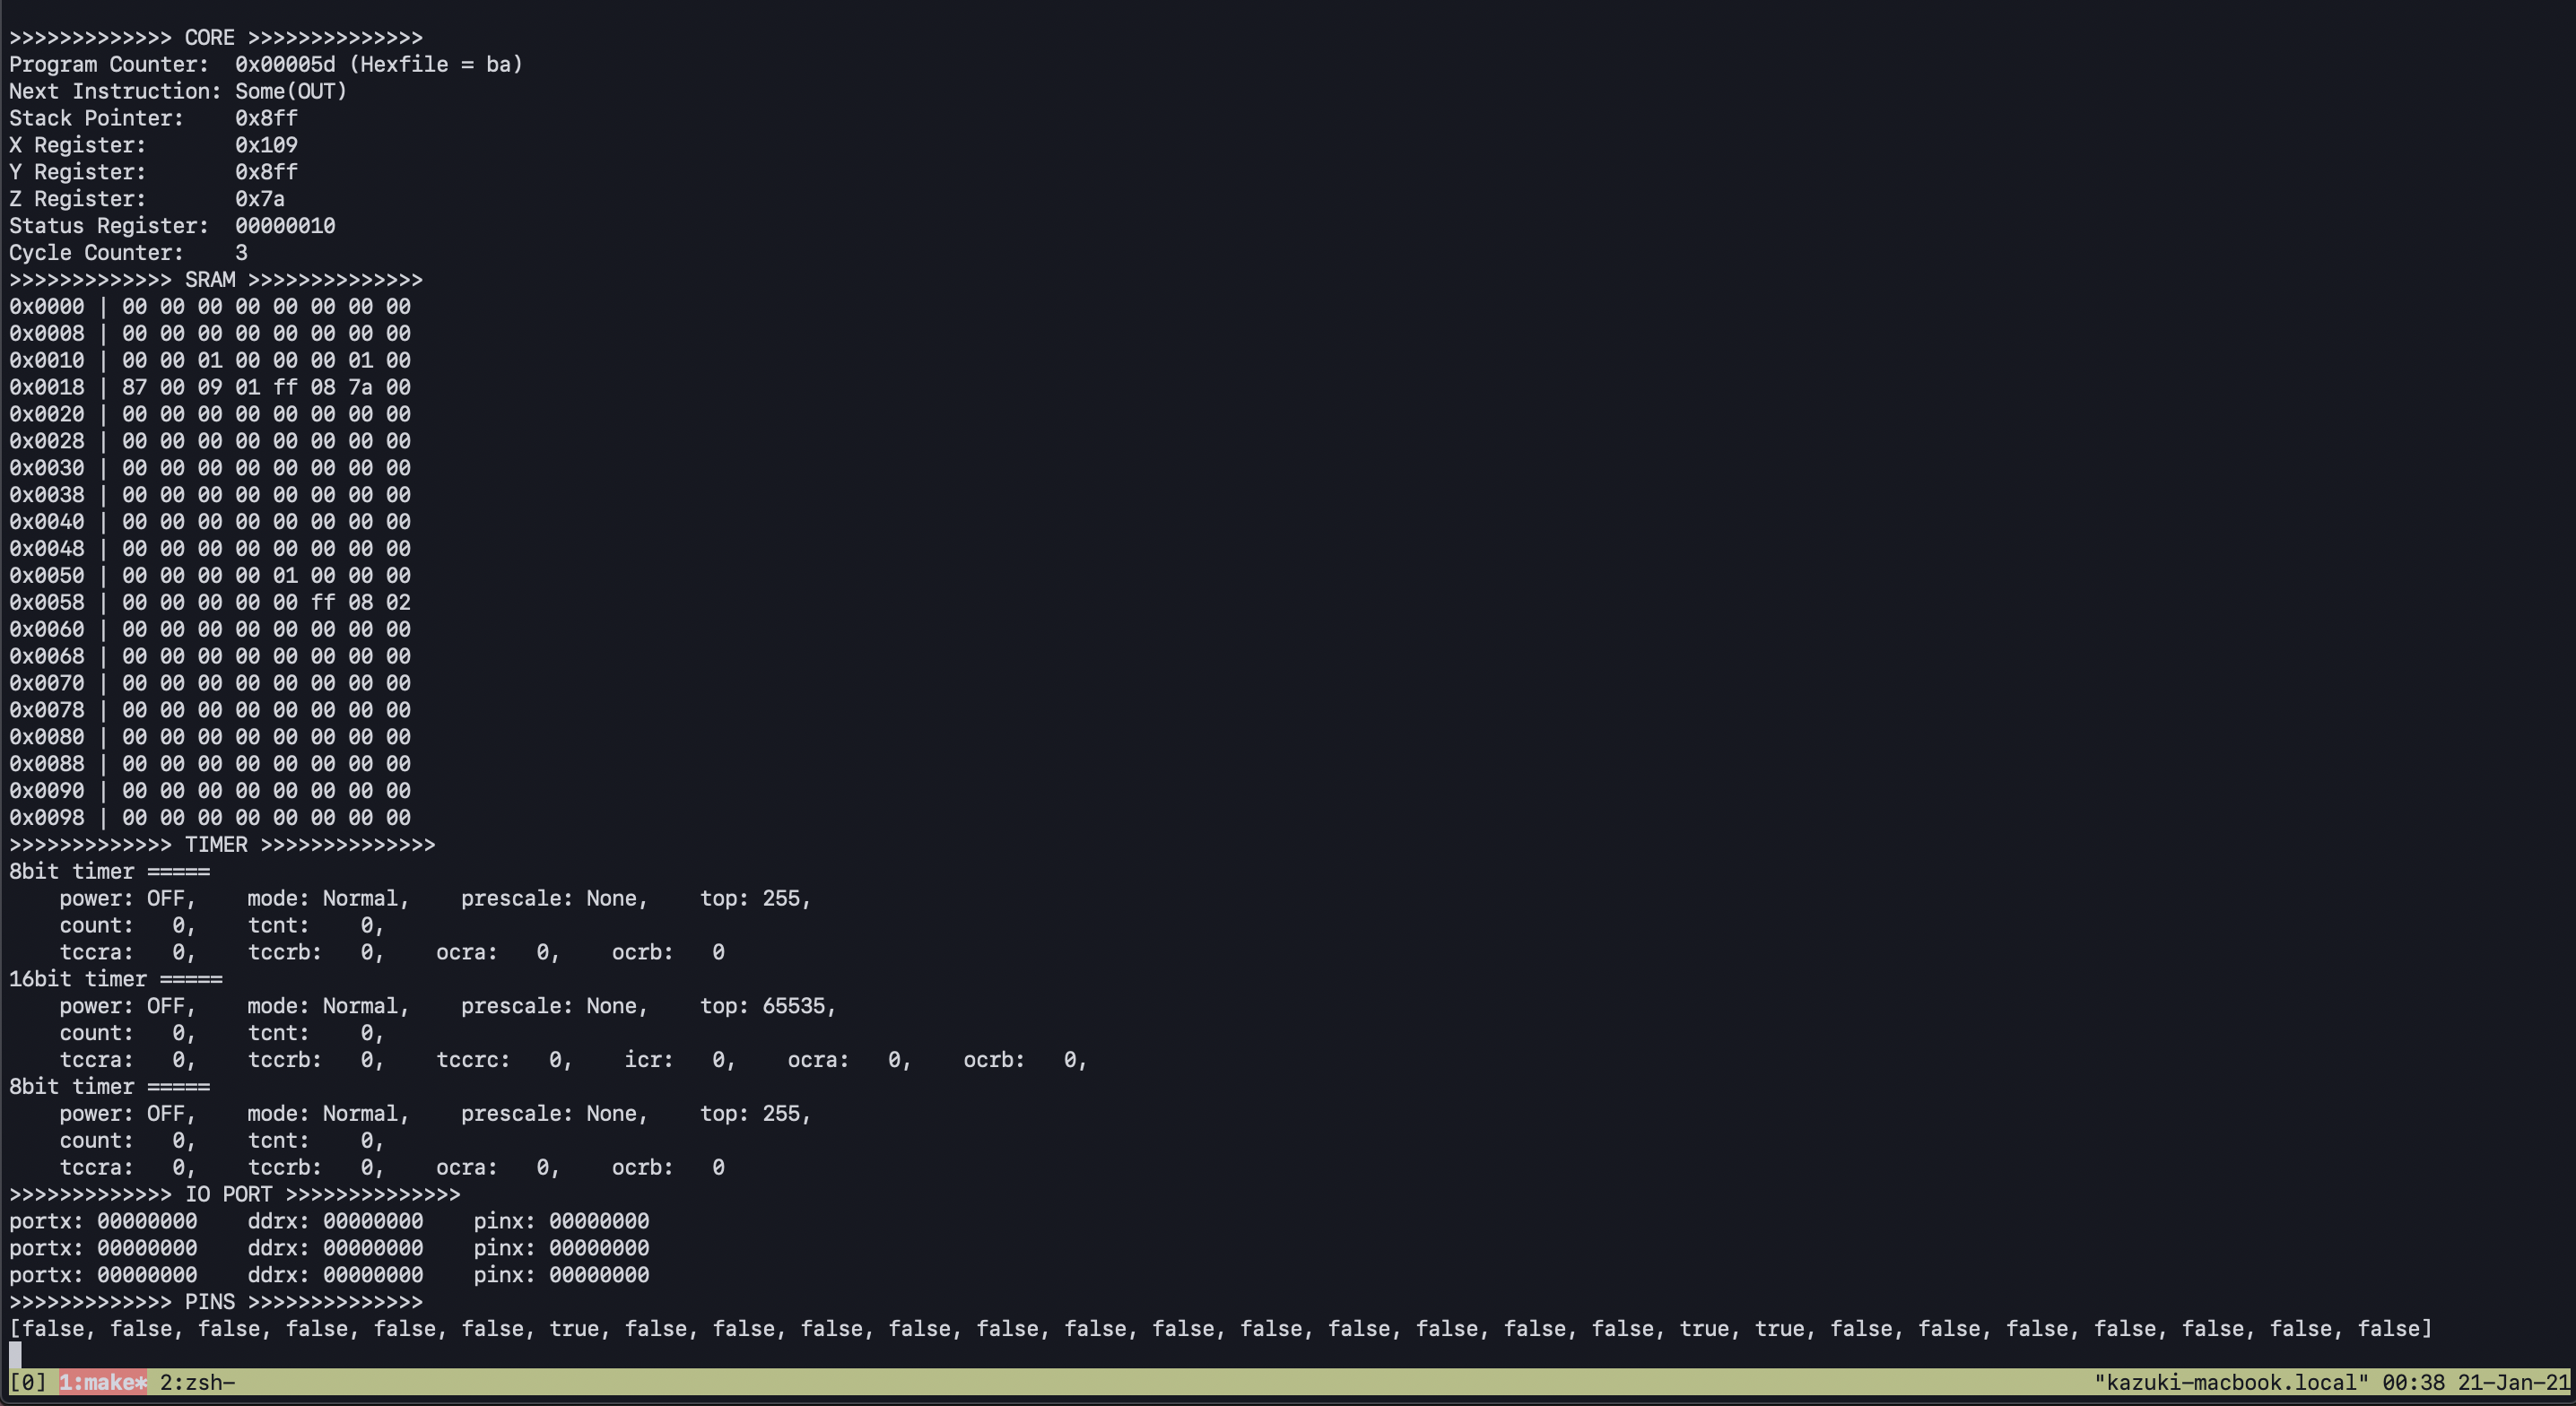 >>>>>>>>>>>>> CORE >>>>>>>>>>>>>>
Program Counter:  0x00005d (Hexfile = ba)
Next Instruction: Some(OUT)
Stack Pointer:    0x8ff
X Register:       0x109
Y Register:       0x8ff
Z Register:       0x7a
Status Register:  00000010
Cycle Counter:    3
>>>>>>>>>>>>> SRAM >>>>>>>>>>>>>>
0x0000 | 00 00 00 00 00 00 00 00
0x0008 | 00 00 00 00 00 00 00 00
0x0010 | 00 00 01 00 00 00 01 00
0x0018 | 87 00 09 01 ff 08 7a 00
0x0020 | 00 00 00 00 00 00 00 00
0x0028 | 00 00 00 00 00 00 00 00
0x0030 | 00 00 00 00 00 00 00 00
0x0038 | 00 00 00 00 00 00 00 00
0x0040 | 00 00 00 00 00 00 00 00
0x0048 | 00 00 00 00 00 00 00 00
0x0050 | 00 00 00 00 01 00 00 00
0x0058 | 00 00 00 00 00 ff 08 02
0x0060 | 00 00 00 00 00 00 00 00
0x0068 | 00 00 00 00 00 00 00 00
0x0070 | 00 00 00 00 00 00 00 00
0x0078 | 00 00 00 00 00 00 00 00
0x0080 | 00 00 00 00 00 00 00 00
0x0088 | 00 00 00 00 00 00 00 00
0x0090 | 00 00 00 00 00 00 00 00
0x0098 | 00 00 00 00 00 00 00 00
>>>>>>>>>>>>> TIMER >>>>>>>>>>>>>>
8bit timer =====
    power: OFF,    mode: Normal,    prescale: None,    top: 255,
    count:   0,    tcnt:    0,
    tccra:   0,    tccrb:   0,    ocra:   0,    ocrb:   0
16bit timer =====
    power: OFF,    mode: Normal,    prescale: None,    top: 65535,
    count:   0,    tcnt:    0,
    tccra:   0,    tccrb:   0,    tccrc:   0,    icr:   0,    ocra:   0,    ocrb:   0,
8bit timer =====
    power: OFF,    mode: Normal,    prescale: None,    top: 255,
    count:   0,    tcnt:    0,
    tccra:   0,    tccrb:   0,    ocra:   0,    ocrb:   0
>>>>>>>>>>>>> IO PORT >>>>>>>>>>>>>>
portx: 00000000    ddrx: 00000000    pinx: 00000000
portx: 00000000    ddrx: 00000000    pinx: 00000000
portx: 00000000    ddrx: 00000000    pinx: 00000000
>>>>>>>>>>>>> PINS >>>>>>>>>>>>>>
[false, false, false, false, false, false, true, false, false, false, false, false, false, false, false, false, false, false, false, true, true, false, false, false, false, false, false, false]
[0] 1:make* 2:zsh- "kazuki-macbook.local" 00:38 21-Jan-21